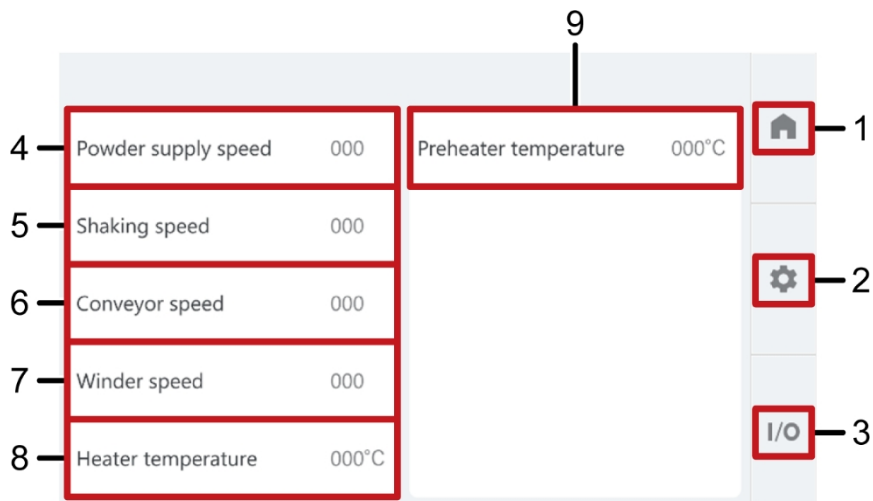 9
4
Powder supply speed 000
Preheater temperature 000°C
1
5
Shaking speed 000
6
Conveyor speed 000
2
7
Winder speed 000
8
Heater temperature 000°C
I/O
3